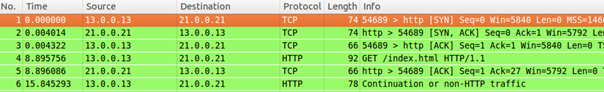 No. Time Source Destination Protocol Length Info
1 0.000000 13.0.0.13 21.0.0.21 TCP 74 54689 > http [SYN] Seq=0 Win=5840 Len=0 MSS=146
2 0.004014 21.0.0.21 13.0.0.13 TCP 74 http > 54689 [SYN, ACK] Seq=0 Ack=1 Win=5792 L
3 0.004322 13.0.0.13 21.0.0.21 TCP 66 54689 > http [ACK] Seq=1 Ack=1 Win=5840 Len=0 T
4 8.895756 13.0.0.13 21.0.0.21 HTTP 92 GET /index.html HTTP/1.1
5 8.896086 21.0.0.21 13.0.0.13 TCP 66 http > 54689 [ACK] Seq=1 Ack=27 Win=5792 Len=0
6 15.845293 13.0.0.13 21.0.0.21 HTTP 78 Continuation or non-HTTP traffic